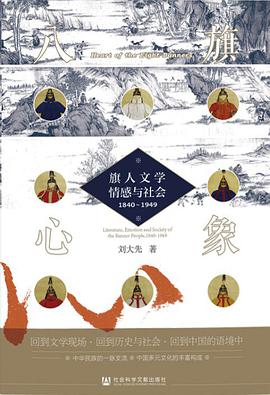 八旗
Heart of the Eight Banners
旗人文学
情感与社会
1840~1949
心象
Literature, Emotion and Society
of the Banner People, 1840-1949
刘大先 著
回到文学现场·回到历史与社会·回到中国的语境中
※ 中华民族的一脉支流 ※ 中国多元文化的丰富构成 ※
社会科学文献出版社